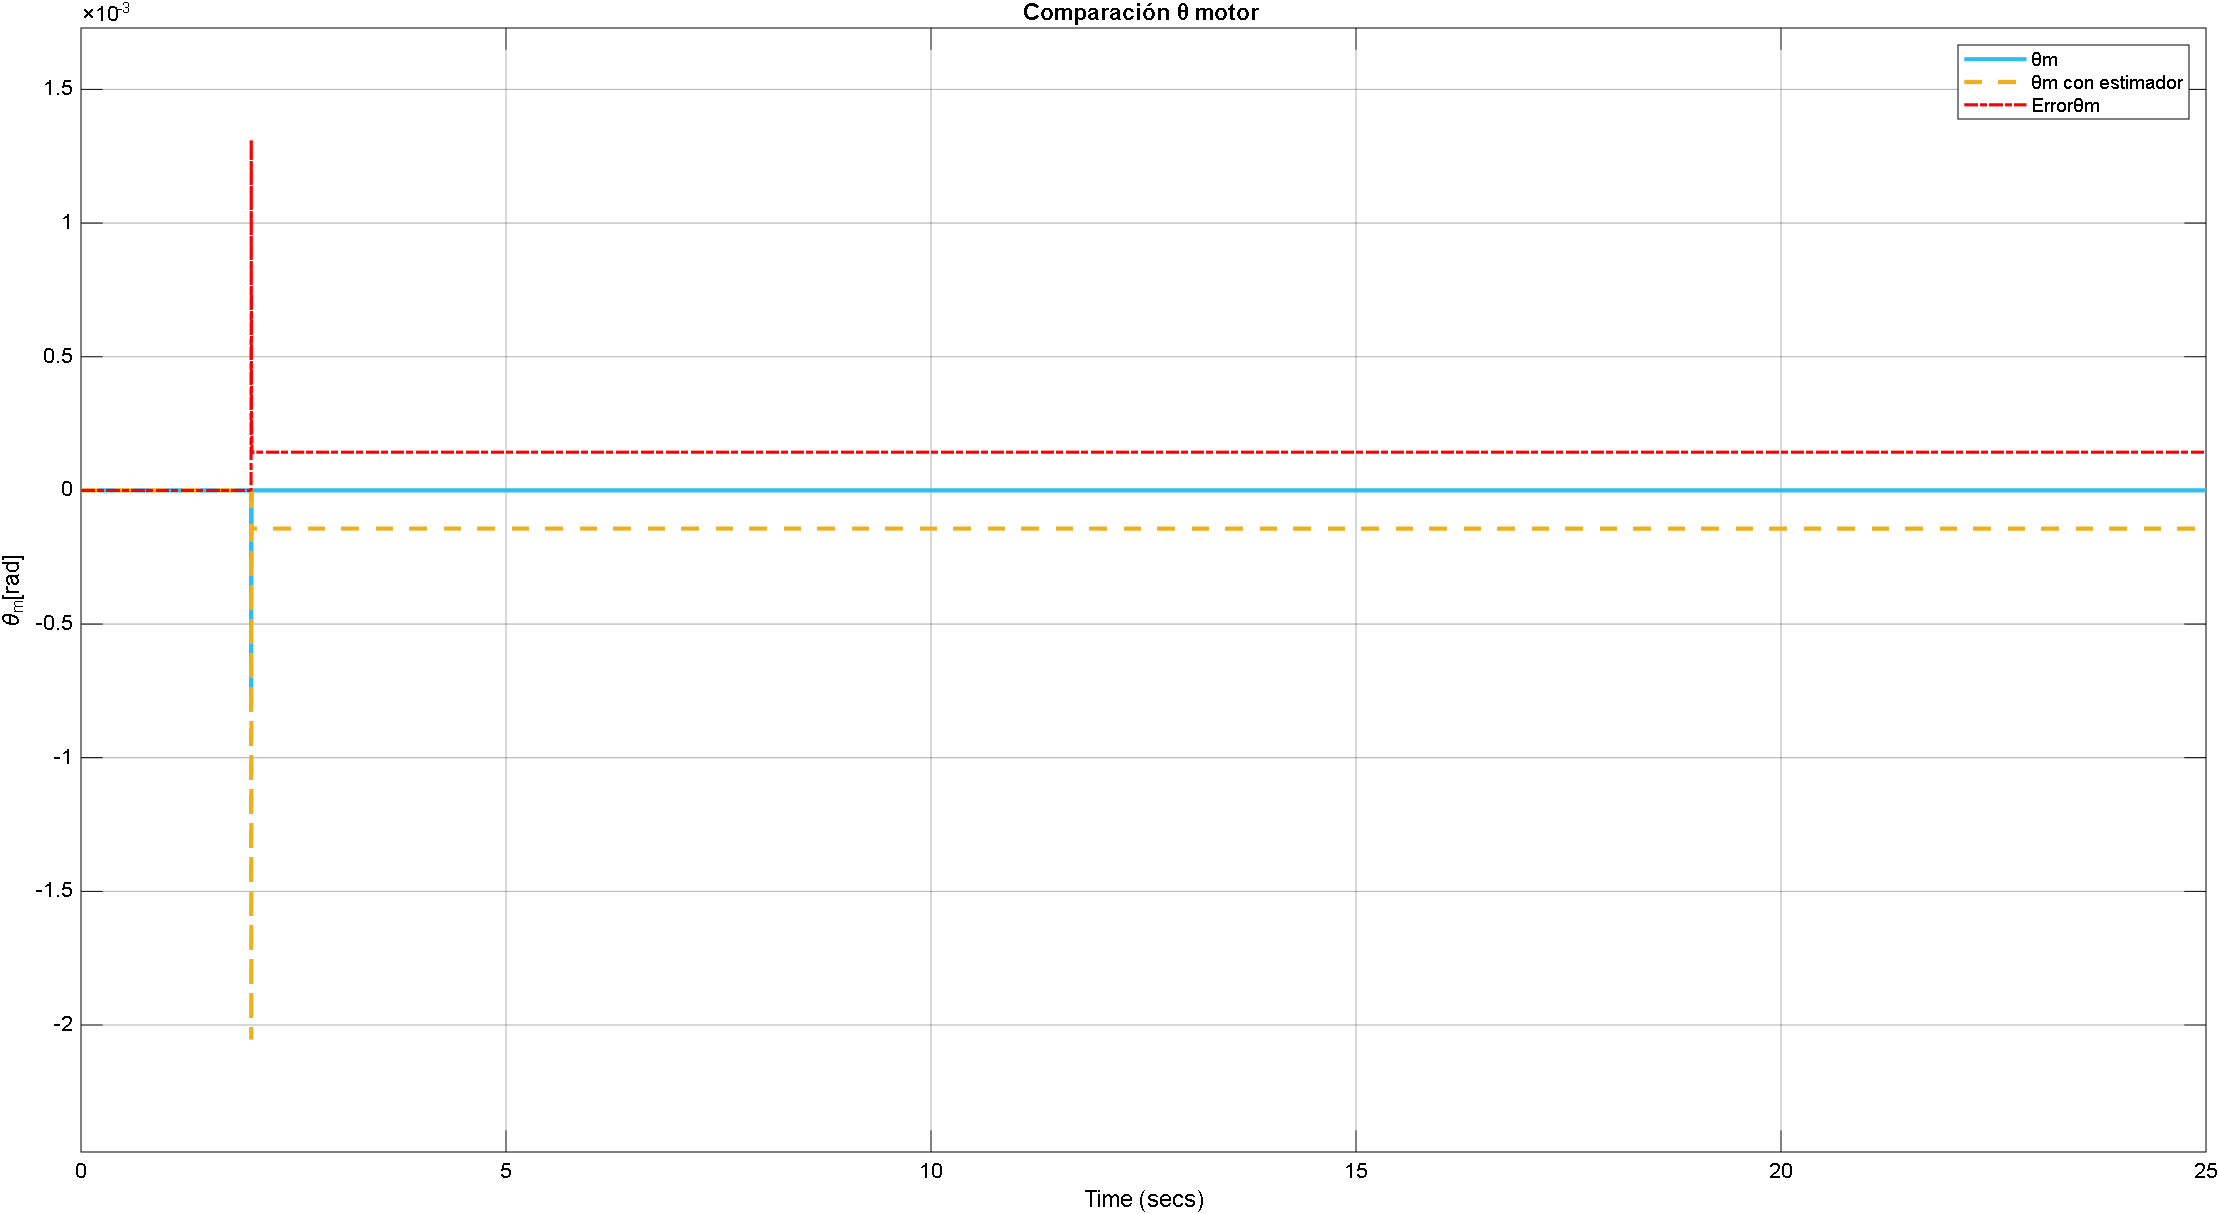 Comparación θ motor
×10-3
θm
θm con estimador
Errorθm
1.5
1
0.5
0
-0.5
-1
-1.5
-2
θm[rad]
0 5 10 15 20 25
Time (secs)